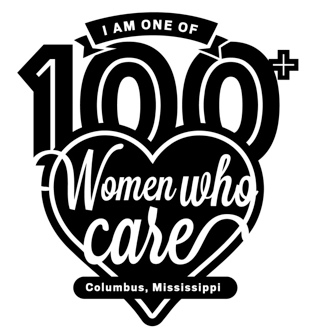 I AM ONE OF
100+
Women who
care
Columbus, Mississippi